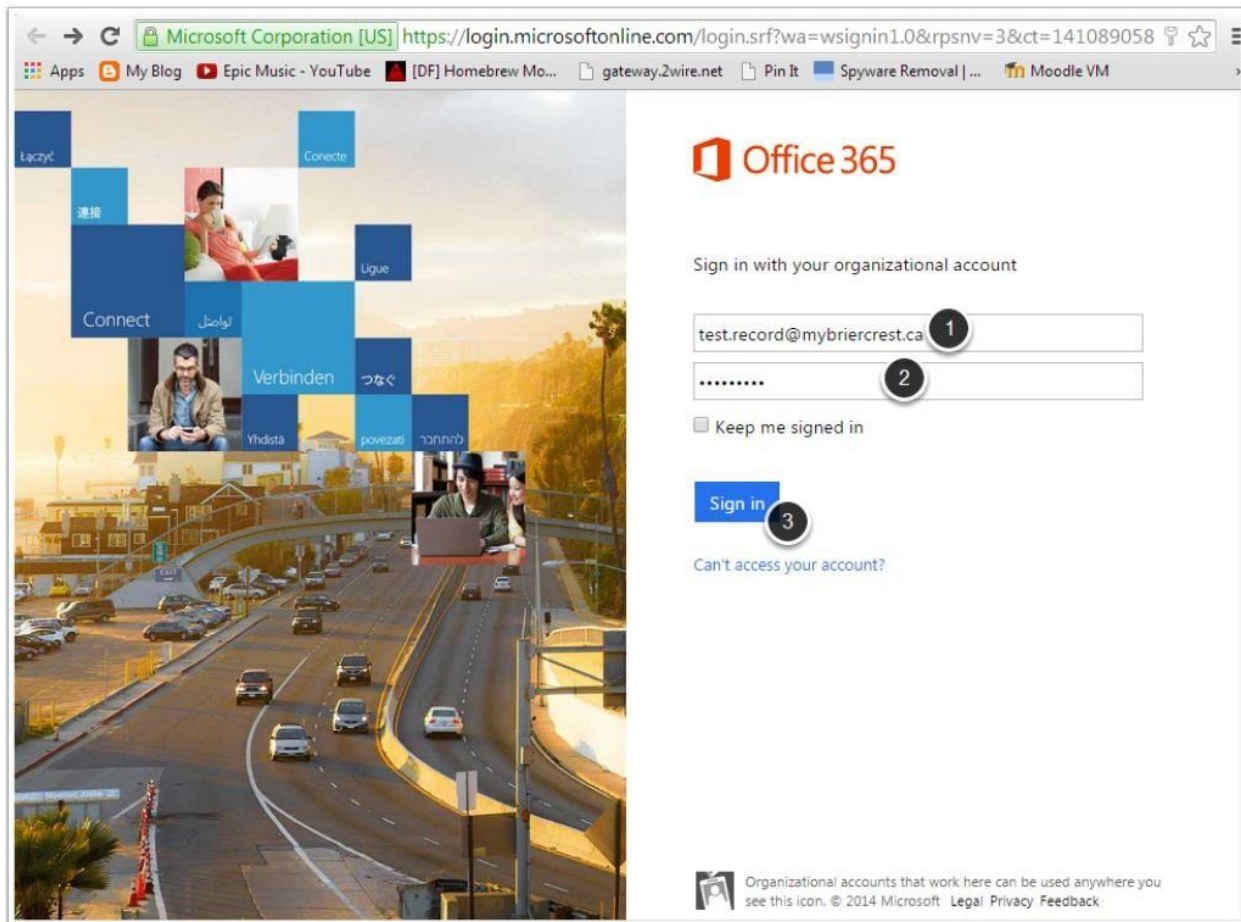 Microsoft Corporation [US] https://login.microsoftonline.com/login.srf?wa=wsignin1.0&rpsnv=3&ct=141089058
Apps My Blog Epic Music - YouTube [DF] Homebrew Mo... gateway.2wire.net Pin It Spyware Removal | ... Moodle VM
Łączyć
Conecte
連接
Ligue
Connect
تواصَل
Verbinden
つなぐ
Yhdistä
povezati
להתחבר
EXIT
Office 365
Sign in with your organizational account
test.record@mybriercrest.ca 1
••••••••• 2
Keep me signed in
Sign in 3
Can't access your account?
Organizational accounts that work here can be used anywhere you
see this icon. © 2014 Microsoft Legal Privacy Feedback